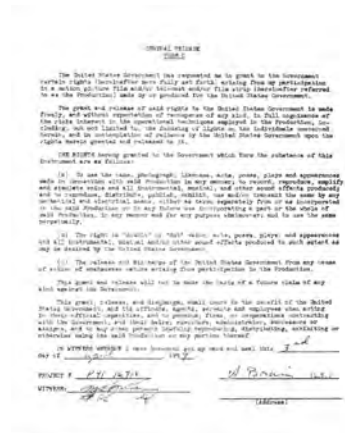 GENERAL RELEASE
The United States Government has requested me to grant to the Government
certain rights (hereinafter more fully set forth) arising from my participation
in a motion picture film and/or telecast and/or film strip (hereinafter referred
to as the Production) made by or produced for the United States Government.
The grant and release of said rights to the United States Government is made
freely, and without expectation of recompense of any kind, in full cognizance of
the risks inherent in the operational techniques employed in the Production, in-
cluding, but not limited to, the focusing of lights on the individuals concerned
herein, and in contemplation of reliance by the United States Government upon the
rights herein granted and released to it.
THE RIGHTS hereby granted to the Government which form the substance of this
instrument are as follows:
(a) To use the name, photograph, likeness, acts, poses, plays and appearances
made in connection with said Production in any manner; to record, reproduce, amplify
and simulate voice and all instrumental, musical, and other sound effects produced;
and to reproduce, distribute, publish, exhibit, use and/or transmit the same by any
mechanical and electrical means, either as term separately from or as incorporated
in the said Production or in any future use incorporating a part or the whole of
said Production, in any manner and for any purpose whatsoever; and to use the same
perpetually.
(b) The right to "double" or "dub" voice, acts, poses, plays, and appearances
and all instrumental, musical and/or other sound effects produced to such extent as
may be desired by the United States Government.
(c) The release and discharge of the United States Government from any cause
of action of whatsoever nature arising from participation in the Production.
This grant and release will not be made the basis of a future claim of any
kind against the Government.
This grant, release, and discharge, shall inure to the benefit of the United
States Government, and its officers, agents, servants and employees when acting
in their official capacities, and to persons, firms, or corporations contracting
with the Government, and their heirs, executors, administrators, successors or
assigns, and to any other persons lawfully reproducing, distributing, exhibiting or
otherwise using the said Production or any portion thereof.
IN WITNESS WHEREOF I have hereunto set my hand and seal this 3rd
day of April
PROJECT #
WITNESS:
(Address)